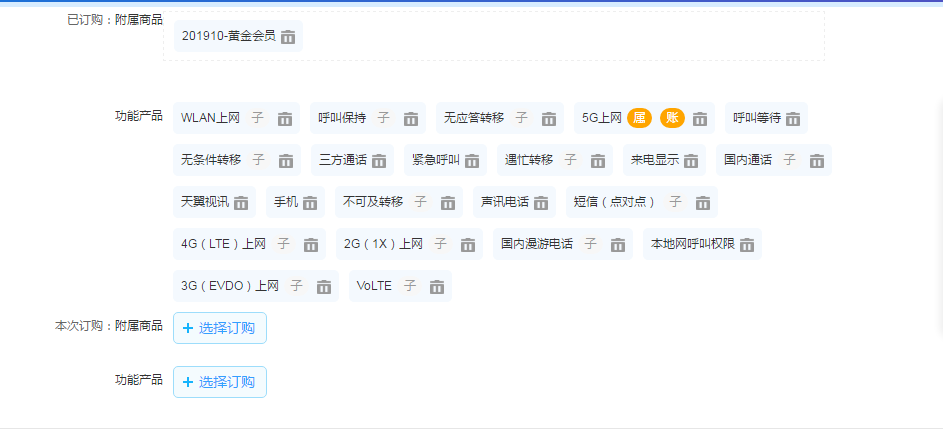 已订购：附属商品
201910-黄金会员
功能产品 WLAN上网 子 呼叫保持 子 无应答转移 子 5G上网 属 账 呼叫等待
无条件转移 子 三方通话 紧急呼叫 遇忙转移 子 来电显示 国内通话 子
天翼视讯 手机 不可及转移 子 声讯电话 短信（点对点） 子
4G（LTE）上网 子 2G（1X）上网 子 国内漫游电话 子 本地网呼叫权限
3G（EVDO）上网 子 VoLTE 子
本次订购：附属商品 + 选择订购
功能产品 + 选择订购